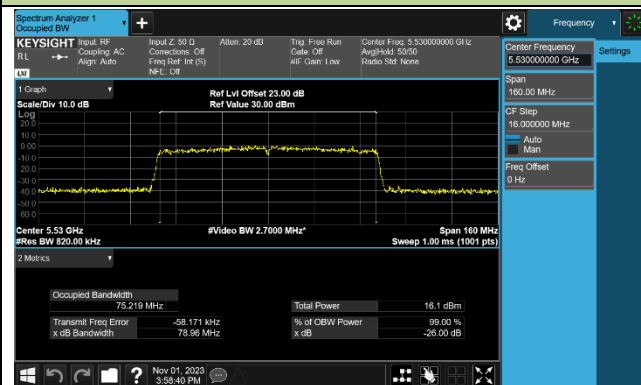 Spectrum Analyzer 1
Occupied BW
+
Frequency
KEYSIGHT
RL
LXI
Input: RF
Coupling: AC
Align: Auto
Input Z: 50 Ω
Corrections: Off
Freq Ref: Int (S)
NFE: Off
Atten: 20 dB
Trig: Free Run
Gate: Off
#IF Gain: Low
Center Freq: 5.530000000 GHz
Avg|Hold: 50/50
Radio Std: None
Center Frequency
5.530000000 GHz
Settings
Span
160.00 MHz
CF Step
16.000000 MHz
Auto
Man
Freq Offset
0 Hz
1 Graph
Scale/Div 10.0 dB
Ref Lvl Offset 23.00 dB
Ref Value 30.00 dBm
Log
20.0
10.0
0.00
-10.0
-20.0
-30.0
-40.0
-50.0
-60.0
Center 5.53 GHz
#Video BW 2.7000 MHz*
Span 160 MHz
#Res BW 820.00 kHz
Sweep 1.00 ms (1001 pts)
2 Metrics
Occupied Bandwidth
75.219 MHz
Total Power
16.1 dBm
Transmit Freq Error
-58.171 kHz
% of OBW Power
99.00 %
x dB Bandwidth
78.96 MHz
x dB
-26.00 dB
?
Nov 01, 2023
3:58:40 PM